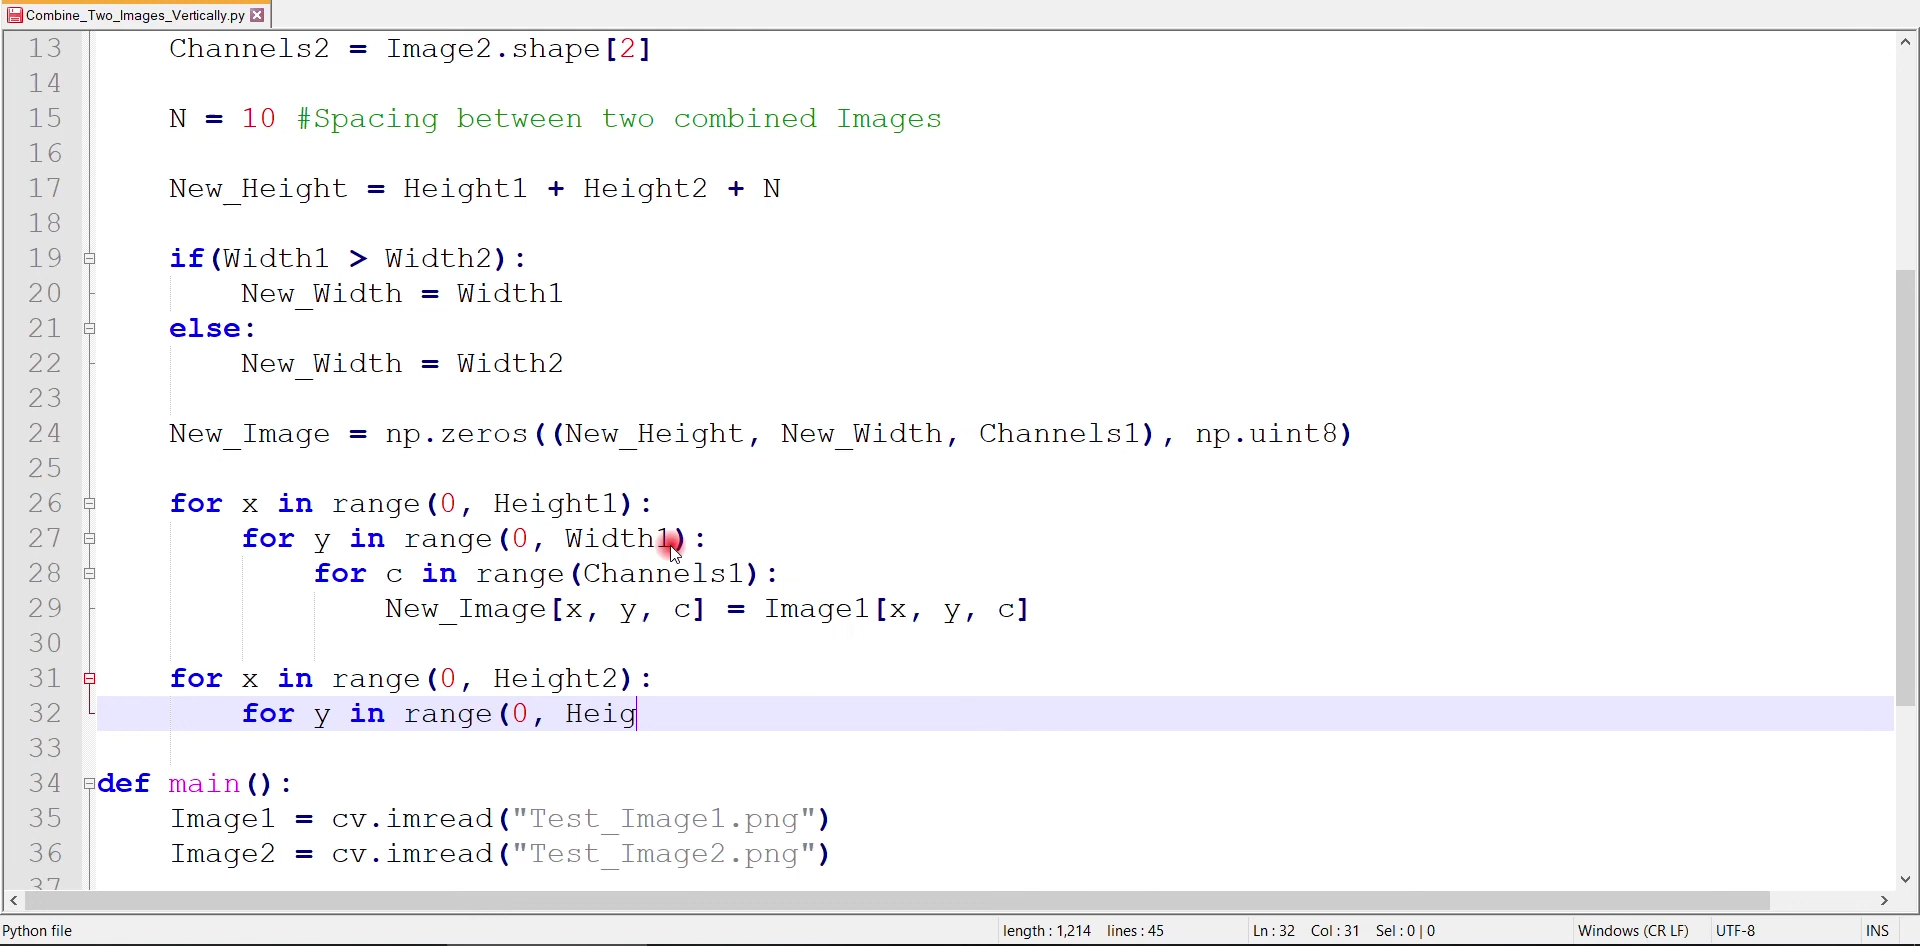 Combine_Two_Images_Vertically.py
13 Channels2 = Image2.shape[2]
14
15 N = 10 #Spacing between two combined Images
16
17 New_Height = Height1 + Height2 + N
18
19 if(Width1 > Width2):
20 New_Width = Width1
21 else:
22 New_Width = Width2
23
24 New_Image = np.zeros((New_Height, New_Width, Channels1), np.uint8)
25
26 for x in range(0, Height1):
27 for y in range(0, Width1):
28 for c in range(Channels1):
29 New_Image[x, y, c] = Image1[x, y, c]
30
31 for x in range(0, Height2):
32 for y in range(0, Heig
33
34 def main():
35 Image1 = cv.imread("Test_Image1.png")
36 Image2 = cv.imread("Test_Image2.png")
37
Python file length : 1,214 lines : 45 Ln : 32 Col : 31 Sel : 0 | 0 Windows (CR LF) UTF-8 INS